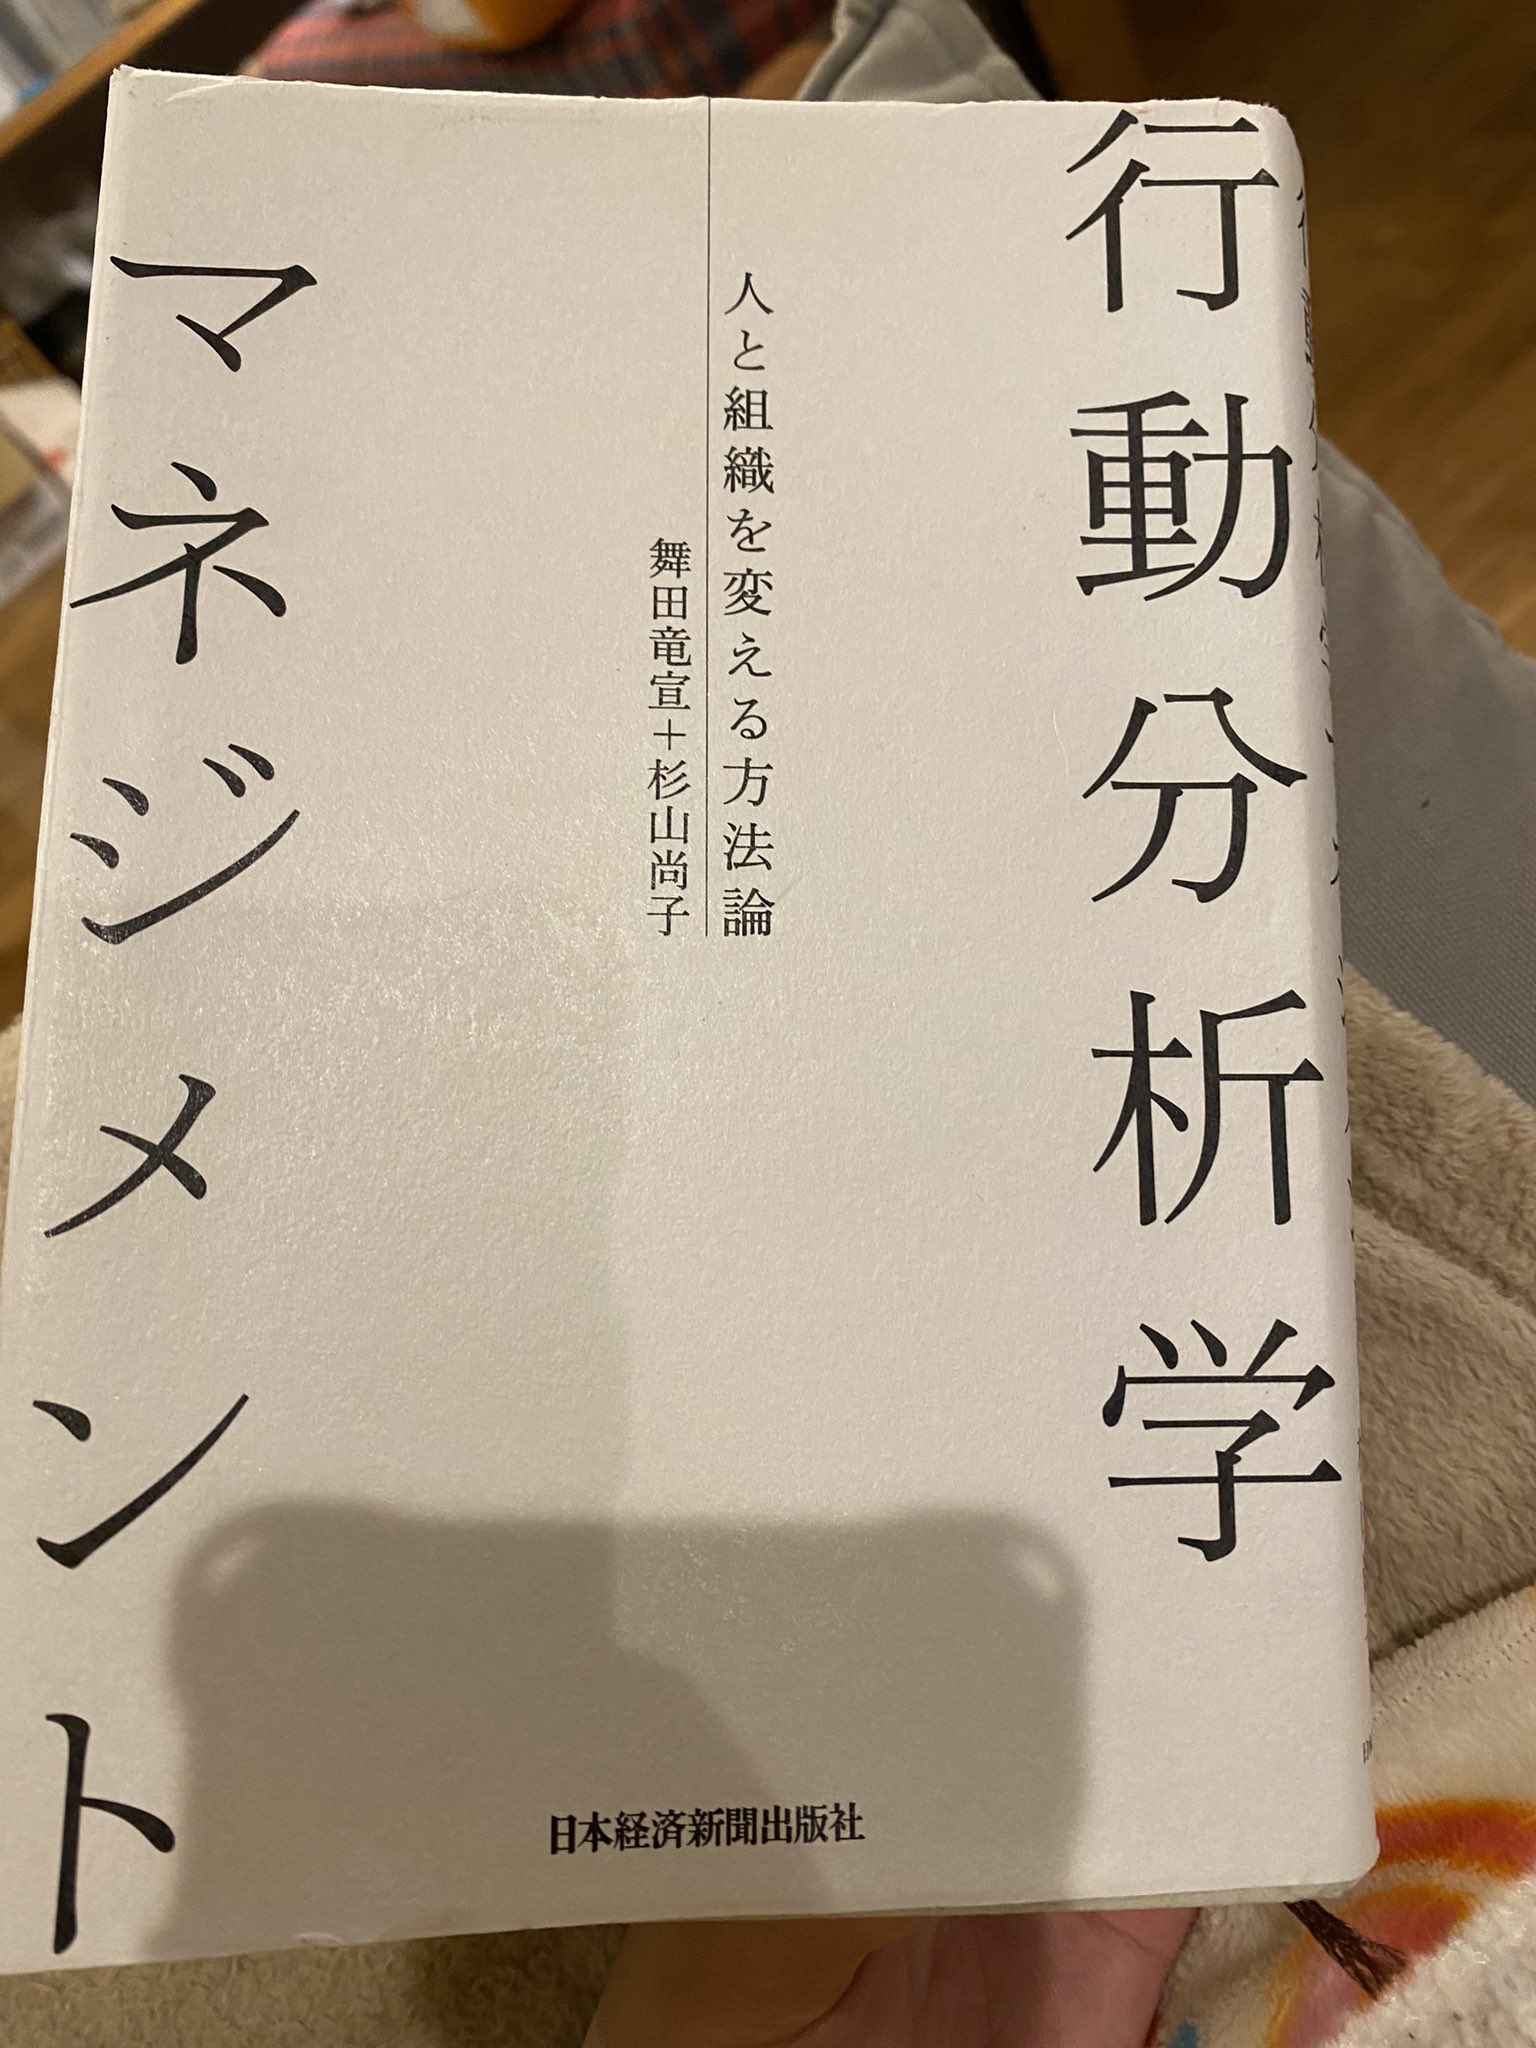 行動分析学
マネジメント
人と組織を変える方法論
舞田竜宣＋杉山尚子
日本経済新聞出版社